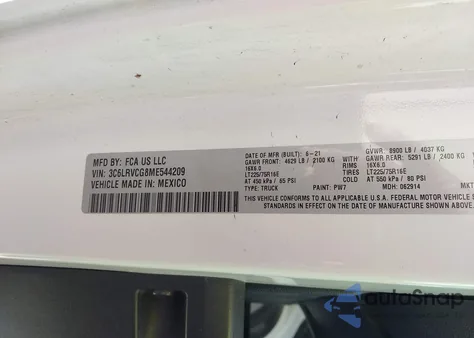 MFD BY: FCA US LLC
VIN: 3C6LRVCG8ME544209
VEHICLE MADE IN: MEXICO
DATE OF MFR (BUILT): 6-21 GVWR: 8900 LB / 4037 KG
GAWR FRONT: 4629 LB / 2100 KG GAWR REAR: 5291 LB / 2400 KG
16X6.0 RIMS 16X6.0
LT225/75R16E TIRES LT225/75R16E
AT 450 kPa / 65 PSI COLD AT 550 kPa / 80 PSI
TYPE: TRUCK PAINT: PW7 MDH: 062914 MKT
THIS VEHICLE CONFORMS TO ALL APPLICABLE U.S.A. FEDERAL MOTOR VEHICLE
STANDARDS IN EFFECT ON THE DATE OF MANUFACTURE SHOWN ABOVE.
autoSnap